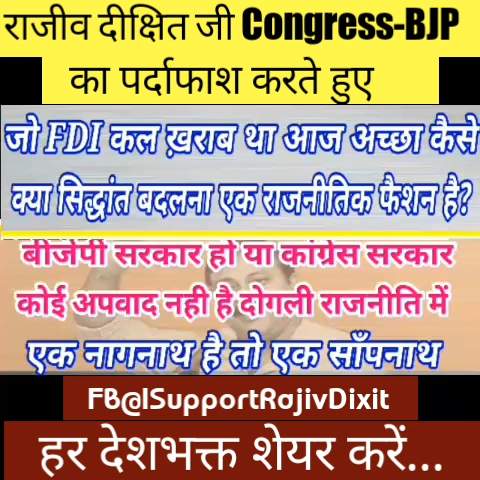 राजीव दीक्षित जी Congress-BJP
का पर्दाफाश करते हुए
जो FDI कल ख़राब था आज अच्छा कैसे
क्या सिद्धांत बदलना एक राजनीतिक फैशन है?
बीजेपी सरकार हो या कांग्रेस सरकार
कोई अपवाद नही है दोगली राजनीति में
एक नागनाथ है तो एक साँपनाथ
FB@ISupportRajivDixit
हर देशभक्त शेयर करें...